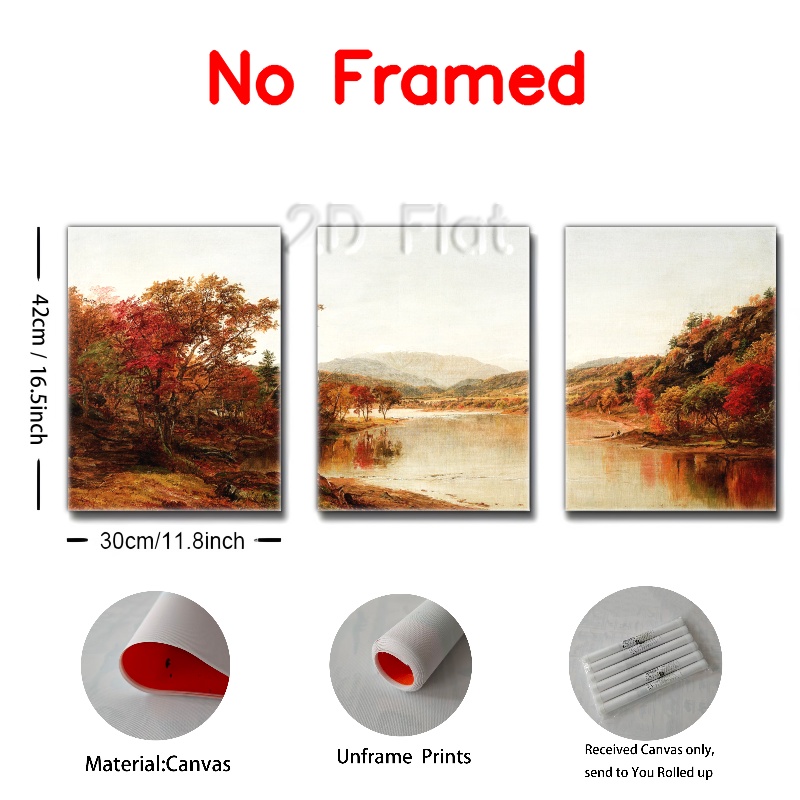 No Framed
2D Flat
42cm / 16.5inch
30cm/11.8inch
Material:Canvas
Unframe Prints
Received Canvas only,
send to You Rolled up